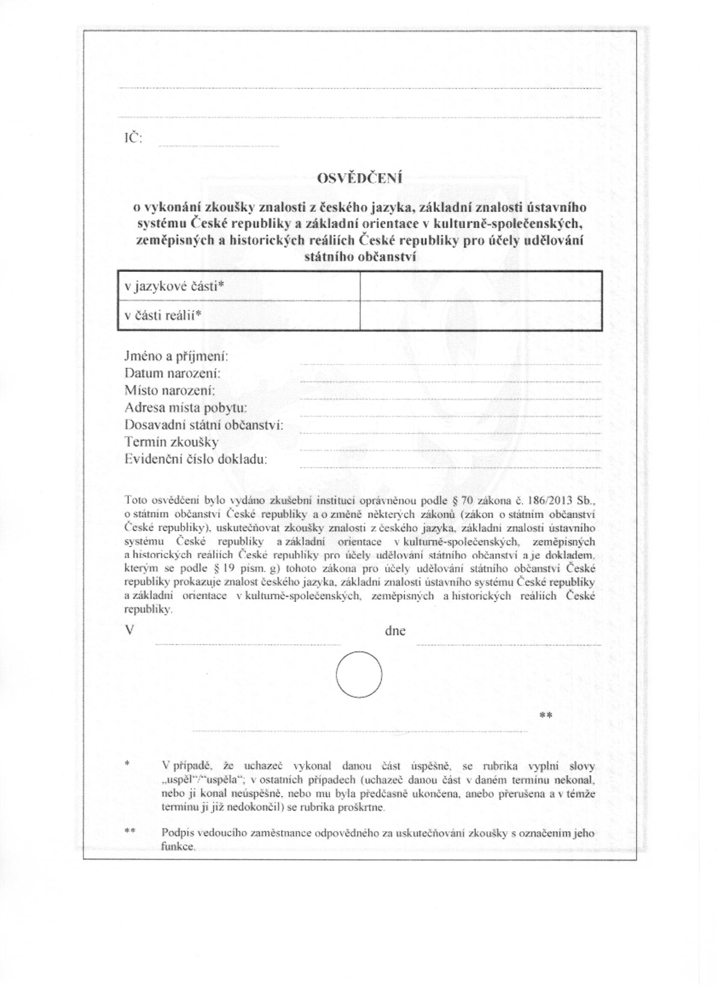 IČ:
OSVĚDČENÍ
o vykonání zkoušky znalosti z českého jazyka, základní znalosti ústavního
systému České republiky a základní orientace v kulturně-společenských,
zeměpisných a historických reáliích České republiky pro účely udělování
státního občanství
v jazykové části*
v části reálií*
Jméno a příjmení:
Datum narození:
Místo narození:
Adresa místa pobytu:
Dosavadní státní občanství:
Termín zkoušky
Evidenční číslo dokladu:
Toto osvědčení bylo vydáno zkušební institucí oprávněnou podle § 70 zákona č. 186/2013 Sb.,
o státním občanství České republiky a o změně některých zákonů (zákon o státním občanství
České republiky), uskutečňovat zkoušky znalosti z českého jazyka, základní znalosti ústavního
systému České republiky a základní orientace v kulturně-společenských, zeměpisných
a historických reáliích České republiky pro účely udělování státního občanství a je dokladem,
kterým se podle § 19 písm. g) tohoto zákona pro účely udělování státního občanství České
republiky prokazuje znalost českého jazyka, základní znalosti ústavního systému České republiky
a základní orientace v kulturně-společenských, zeměpisných a historických reáliích České
republiky.
V dne
**
* V případě, že uchazeč vykonal danou část úspěšně, se rubrika vyplní slovy
„uspěl“/“uspěla“; v ostatních případech (uchazeč danou část v daném termínu nekonal,
nebo ji konal neúspěšně, nebo mu byla předčasně ukončena, anebo přerušena a v témže
termínu ji již nedokončil) se rubrika proškrtne.
** Podpis vedoucího zaměstnance odpovědného za uskutečňování zkoušky s označením jeho
funkce.